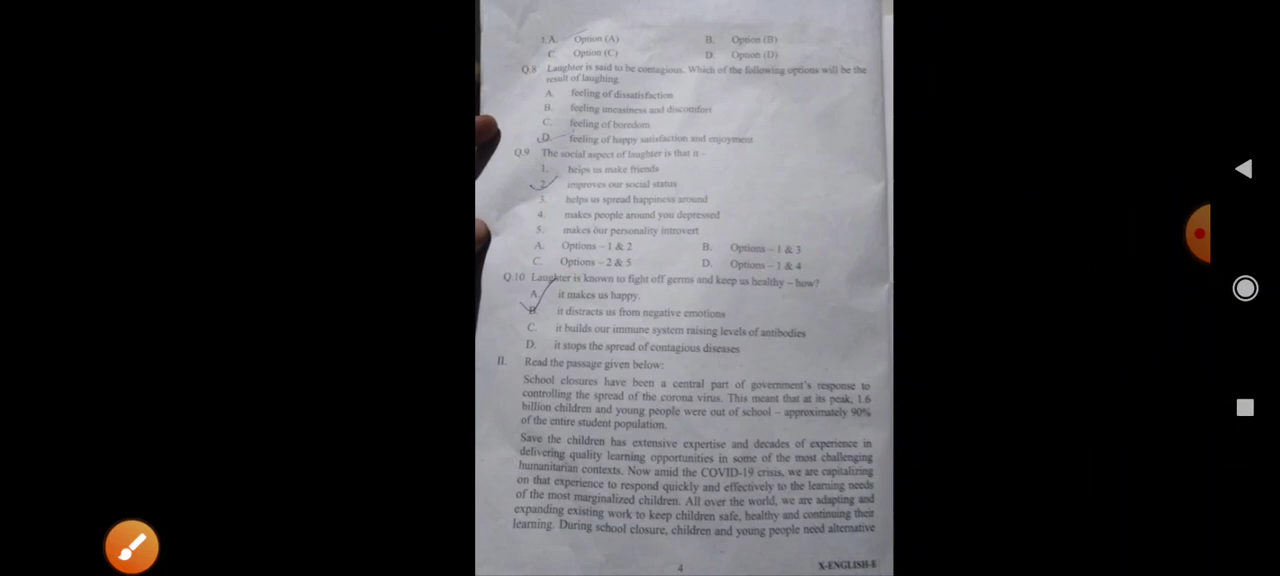 1.A. Option (A) B. Option (B)
C. Option (C) D. Option (D)
Q.8 Laughter is said to be contagious. Which of the following options will be the
result of laughing.
A. feeling of dissatisfaction
B. feeling uneasiness and discomfort
C. feeling of boredom
D. feeling of happy satisfaction and enjoyment
Q.9 The social aspect of laughter is that it –
1. helps us make friends
2. improves our social status
3. helps us spread happiness around
4. makes people around you depressed
5. makes our personality introvert
A. Options – 1 & 2 B. Options – 1 & 3
C. Options – 2 & 5 D. Options – 1 & 4
Q.10 Laughter is known to fight off germs and keep us healthy – how?
A. it makes us happy.
B. it distracts us from negative emotions
C. it builds our immune system raising levels of antibodies
D. it stops the spread of contagious diseases
II. Read the passage given below:
School closures have been a central part of government's response to
controlling the spread of the corona virus. This meant that at its peak, 1.6
billion children and young people were out of school – approximately 90%
of the entire student population.
Save the children has extensive expertise and decades of experience in
delivering quality learning opportunities in some of the most challenging
humanitarian contexts. Now amid the COVID-19 crisis, we are capitalizing
on that experience to respond quickly and effectively to the learning needs
of the most marginalized children. All over the world, we are adapting and
expanding existing work to keep children safe, healthy and continuing their
learning. During school closure, children and young people need alternative
4 X-ENGLISH-8